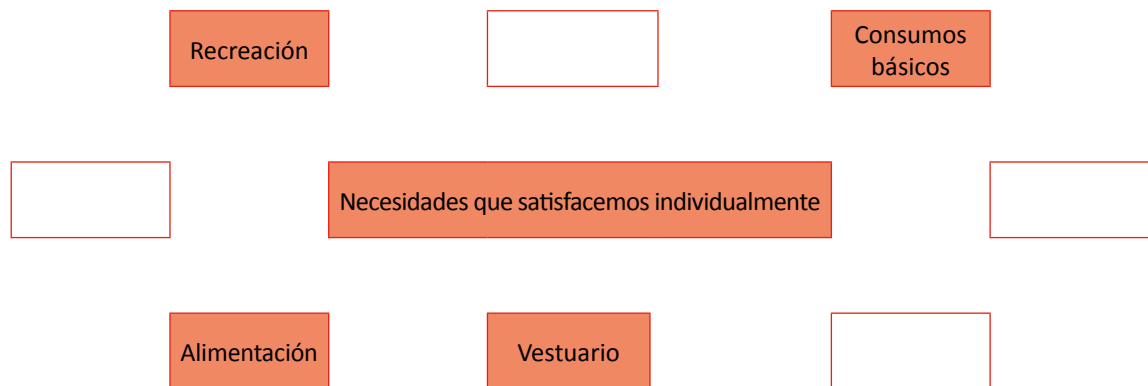 Recreación
Consumos
básicos
Necesidades que satisfacemos individualmente
Alimentación
Vestuario